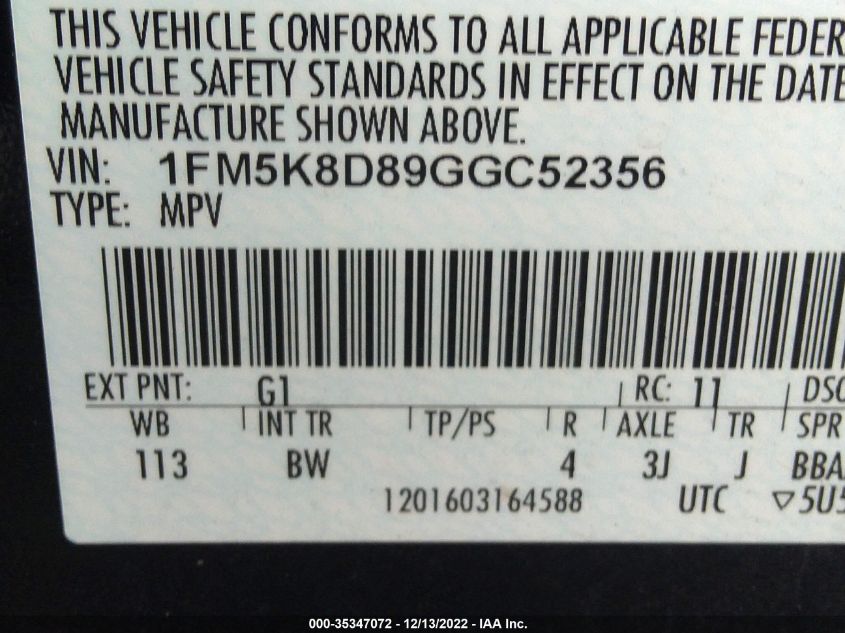 THIS VEHICLE CONFORMS TO ALL APPLICABLE FEDER
VEHICLE SAFETY STANDARDS IN EFFECT ON THE DATE
MANUFACTURE SHOWN ABOVE.
VIN: 1FM5K8D89GGC52356
TYPE: MPV
EXT PNT: G1 RC: 11 DSO
WB INT TR TP/PS R AXLE TR SPR
113 BW 4 3J J BBA
1201603164588 UTC ▽5U5
000-35347072 - 12/13/2022 - IAA Inc.